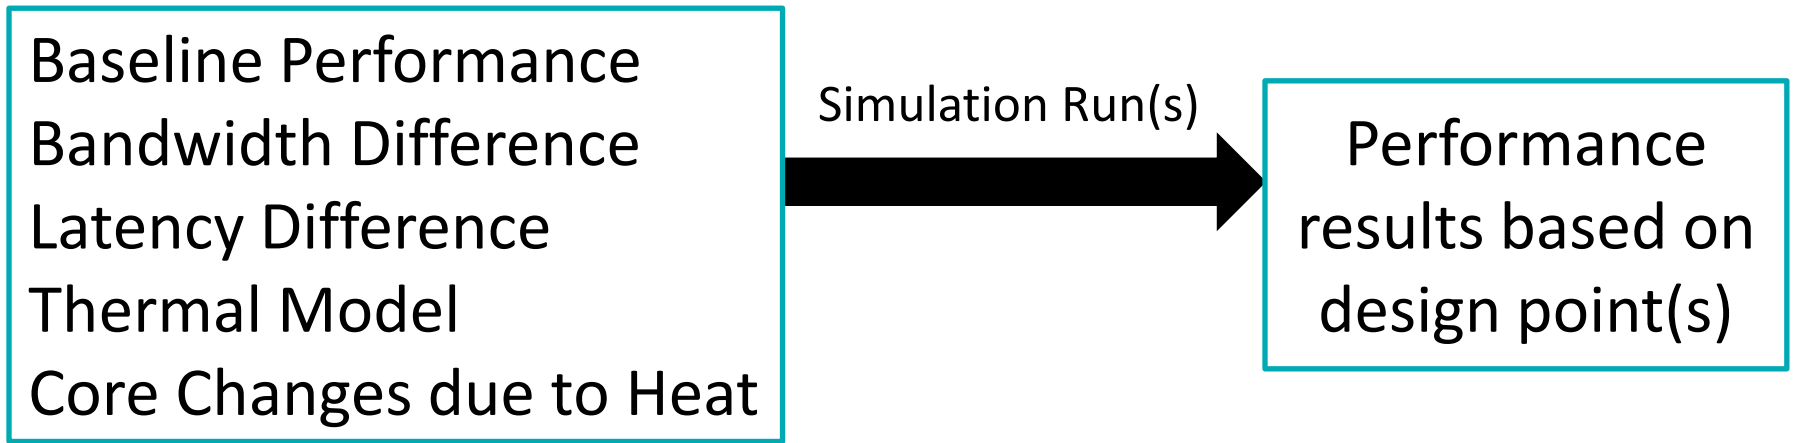 Baseline Performance
Bandwidth Difference
Latency Difference
Thermal Model
Core Changes due to Heat
Simulation Run(s)
Performance
results based on
design point(s)